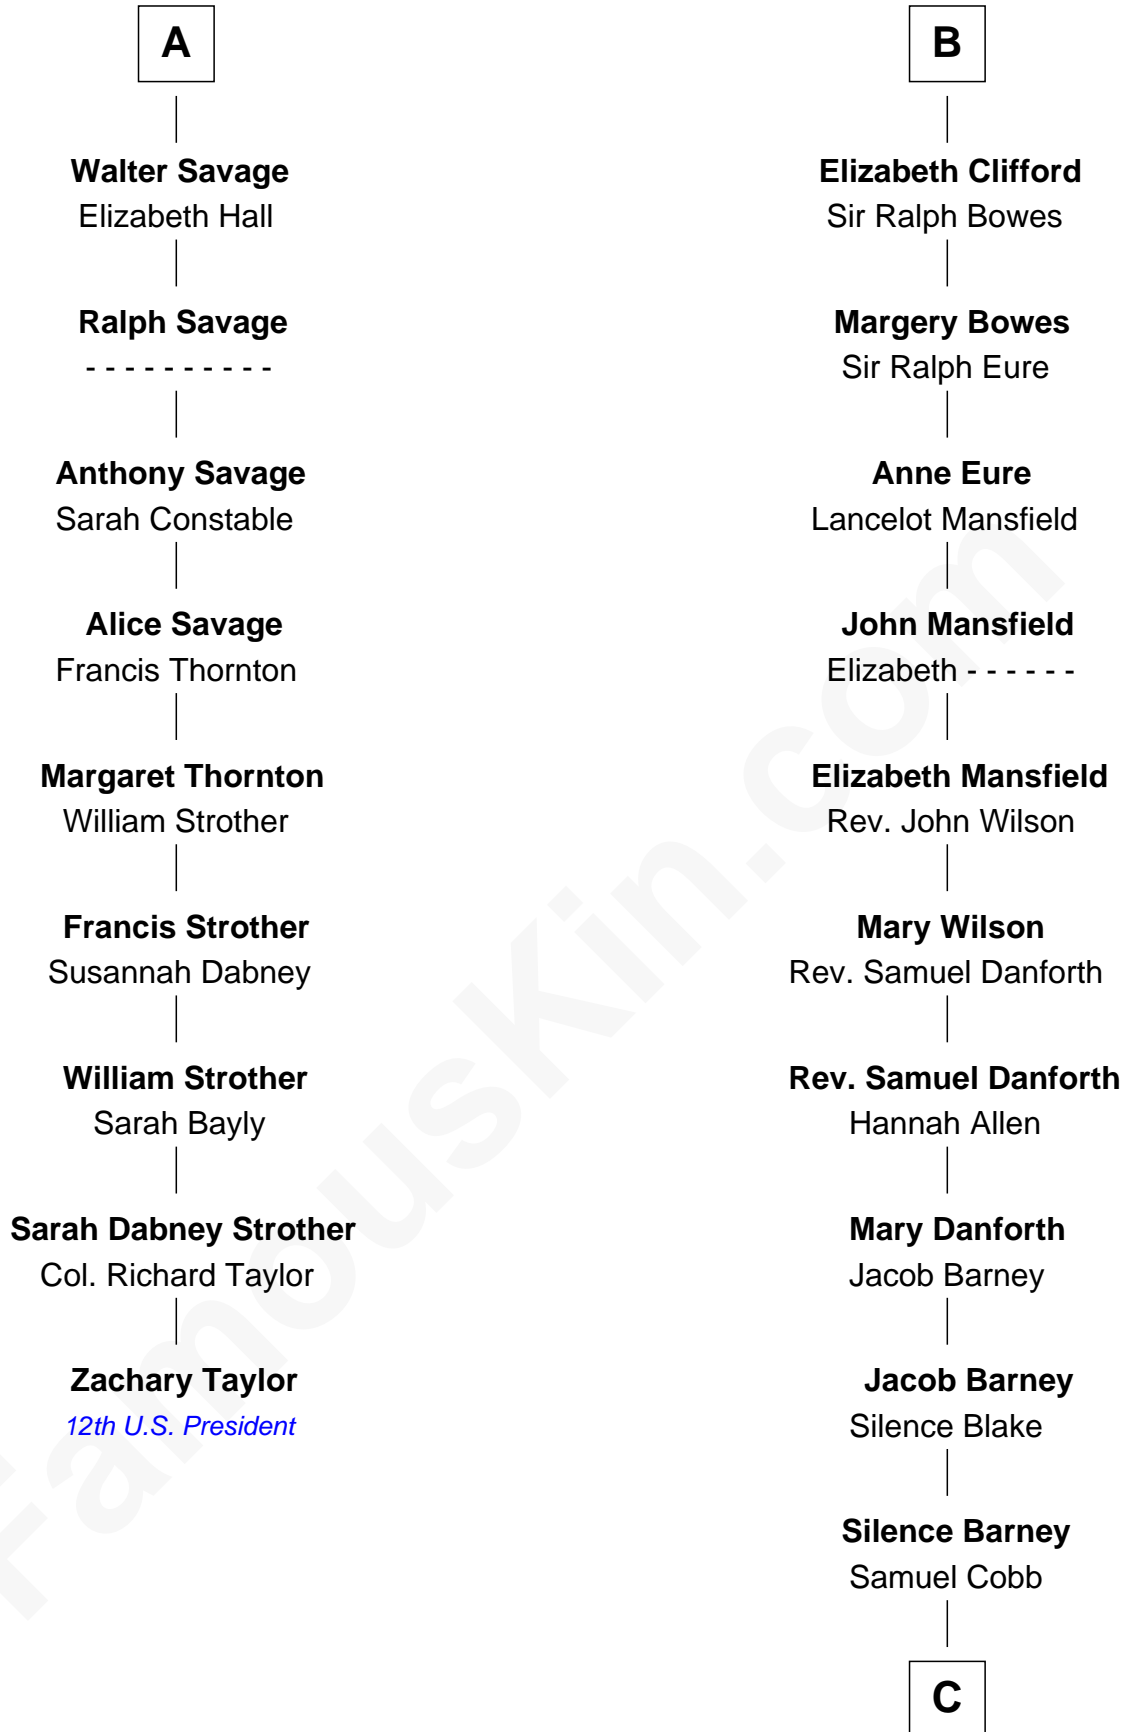 A
Walter Savage
Elizabeth Hall
Ralph Savage
- - - - - - - - - -
Anthony Savage
Sarah Constable
Alice Savage
Francis Thornton
Margaret Thornton
William Strother
Francis Strother
Susannah Dabney
William Strother
Sarah Bayly
Sarah Dabney Strother
Col. Richard Taylor
Zachary Taylor
12th U.S. President
B
Elizabeth Clifford
Sir Ralph Bowes
Margery Bowes
Sir Ralph Eure
Anne Eure
Lancelot Mansfield
John Mansfield
Elizabeth - - - - - -
Elizabeth Mansfield
Rev. John Wilson
Mary Wilson
Rev. Samuel Danforth
Rev. Samuel Danforth
Hannah Allen
Mary Danforth
Jacob Barney
Jacob Barney
Silence Blake
Silence Barney
Samuel Cobb
C
FamousKin.com